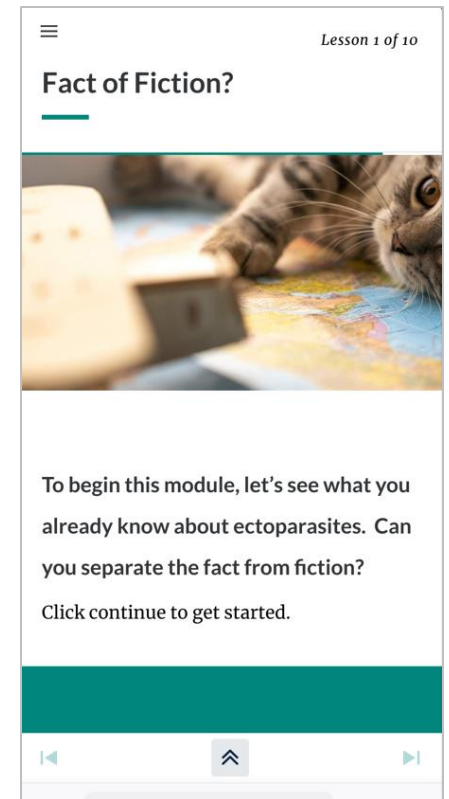 Lesson 1 of 10
Fact of Fiction?
To begin this module, let’s see what you
already know about ectoparasites.  Can
you separate the fact from fiction?
Click continue to get started.